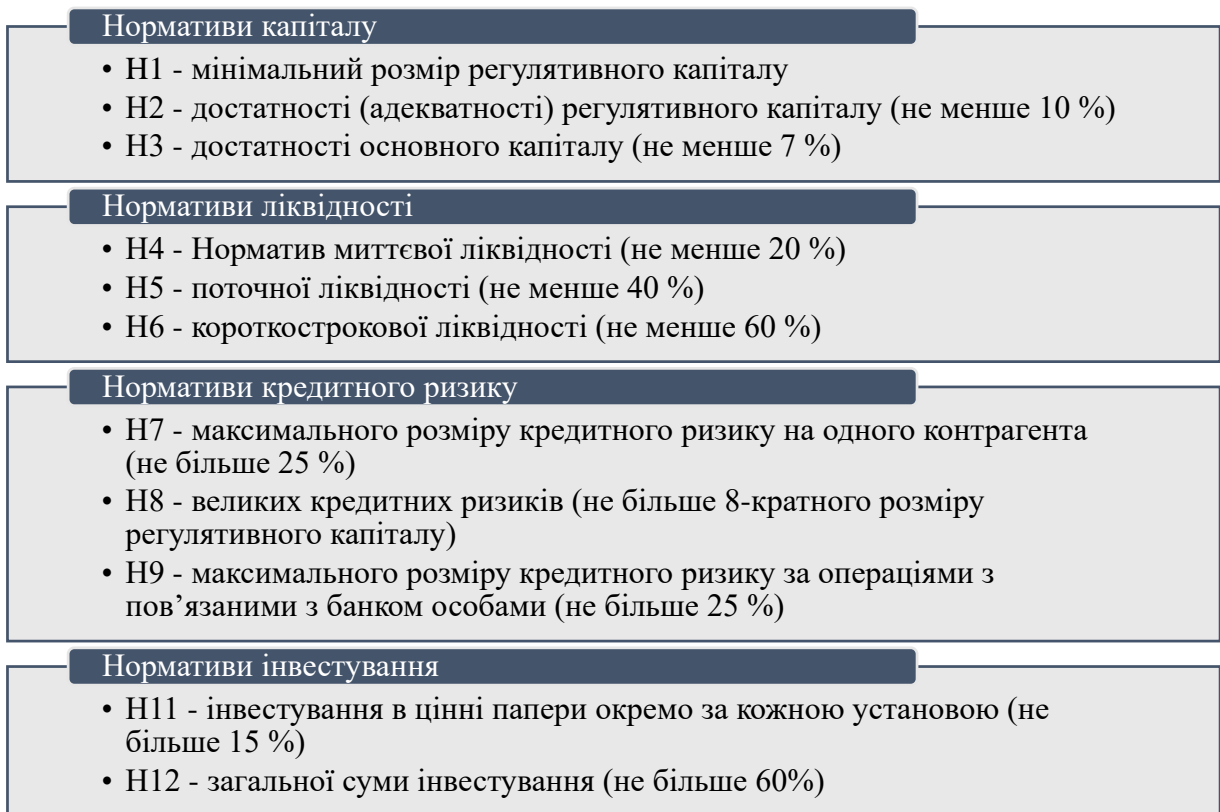 Нормативи капіталу
• Н1 - мінімальний розмір регулятивного капіталу
• Н2 - достатності (адекватності) регулятивного капіталу (не менше 10 %)
• Н3 - достатності основного капіталу (не менше 7 %)
Нормативи ліквідності
• Н4 - Норматив миттєвої ліквідності (не менше 20 %)
• Н5 - поточної ліквідності (не менше 40 %)
• Н6 - короткострокової ліквідності (не менше 60 %)
Нормативи кредитного ризику
• Н7 - максимального розміру кредитного ризику на одного контрагента
(не більше 25 %)
• Н8 - великих кредитних ризиків (не більше 8-кратного розміру
регулятивного капіталу)
• Н9 - максимального розміру кредитного ризику за операціями з
пов’язаними з банком особами (не більше 25 %)
Нормативи інвестування
• Н11 - інвестування в цінні папери окремо за кожною установою (не
більше 15 %)
• Н12 - загальної суми інвестування (не більше 60%)